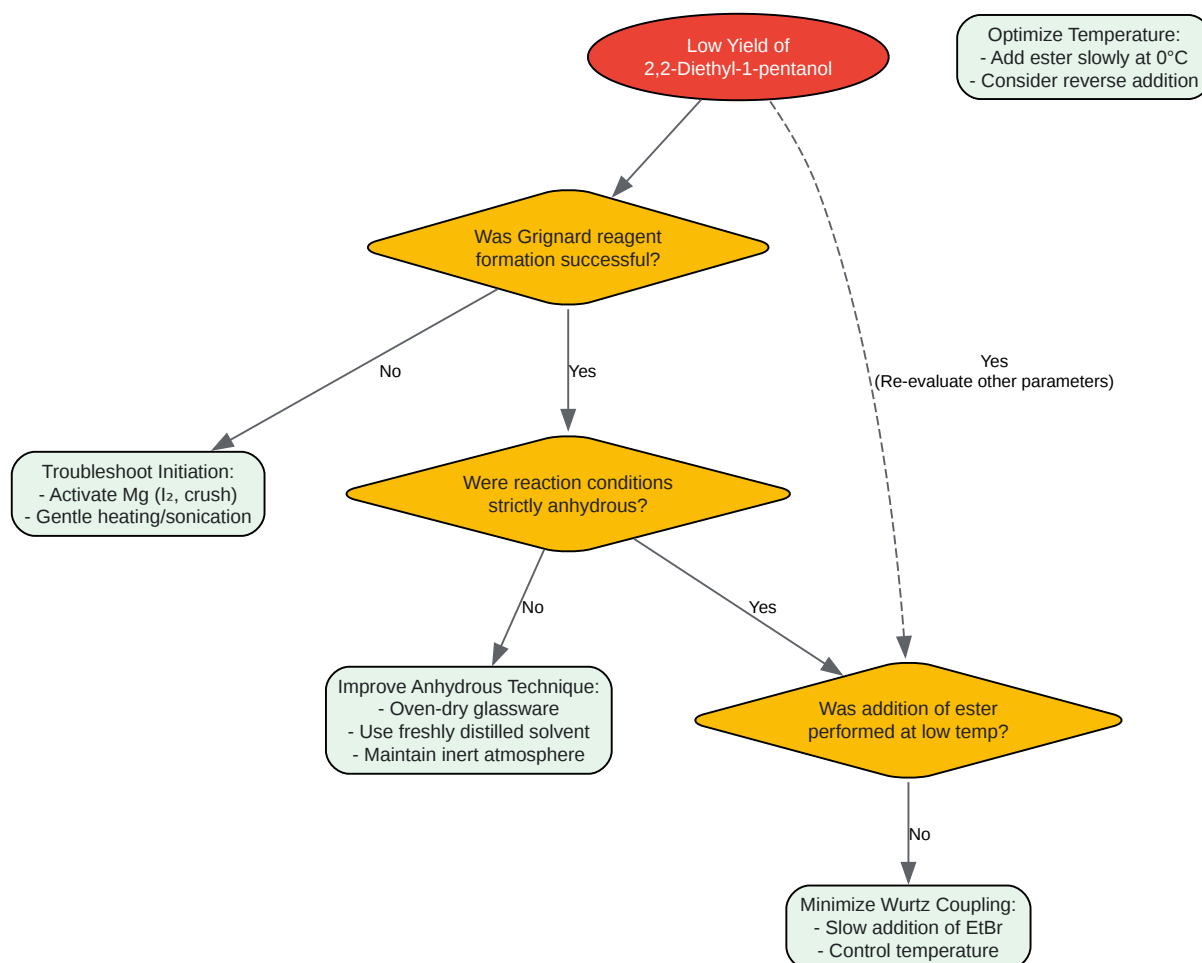 Low Yield of
2,2-Diethyl-1-pentanol
Optimize Temperature:
- Add ester slowly at 0°C
- Consider reverse addition
Was Grignard reagent
formation successful?
No
Yes
Yes
(Re-evaluate other parameters)
Troubleshoot Initiation:
- Activate Mg (I₂, crush)
- Gentle heating/sonication
Were reaction conditions
strictly anhydrous?
No
Yes
Improve Anhydrous Technique:
- Oven-dry glassware
- Use freshly distilled solvent
- Maintain inert atmosphere
Was addition of ester
performed at low temp?
No
Minimize Wurtz Coupling:
- Slow addition of EtBr
- Control temperature